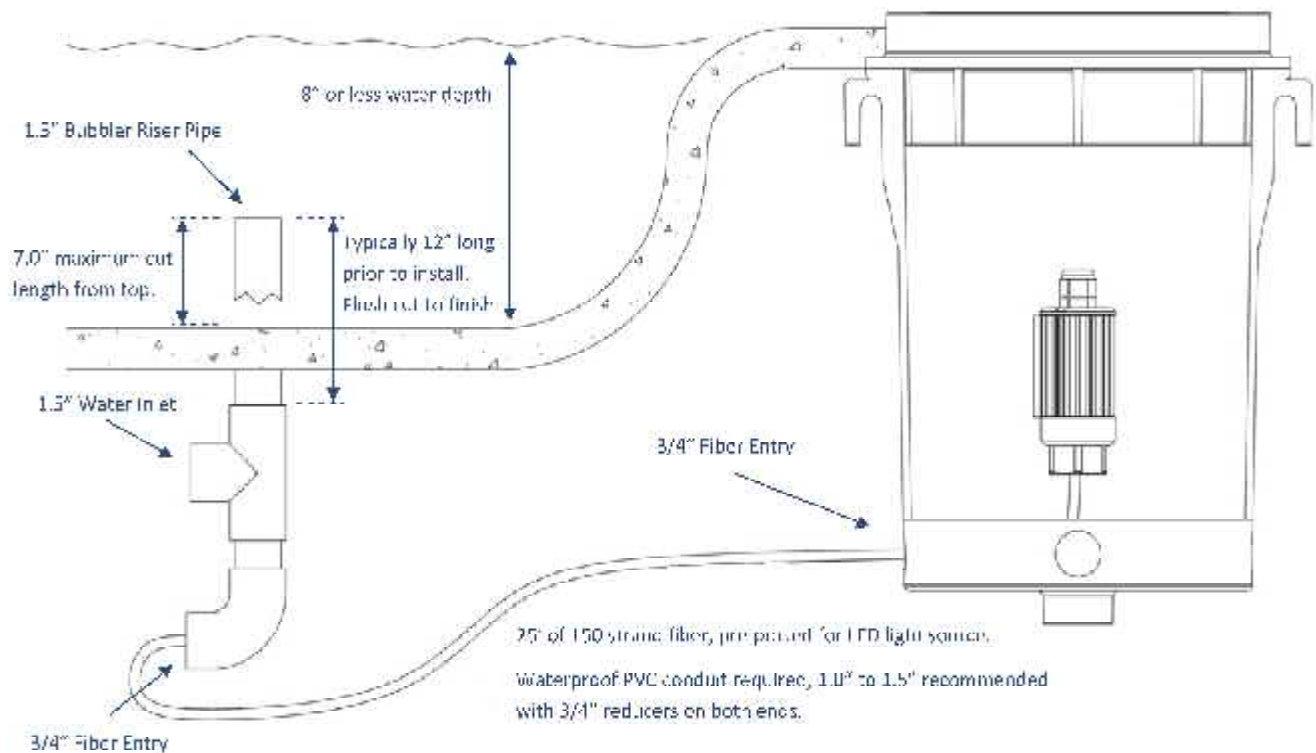 8" or less water depth
1.5" Bubbler Riser Pipe
Typically 12" long
prior to install.
Flush cut to finish
7.0" maximum cut
length from top.
1.5" Water Inlet
3/4" Fiber Entry
25' of 150 strand fiber, for LED light source.
Waterproof PVC conduit required, 1.0" to 1.5" recommended
with 3/4" reducers on both ends.
3/4" Fiber Entry